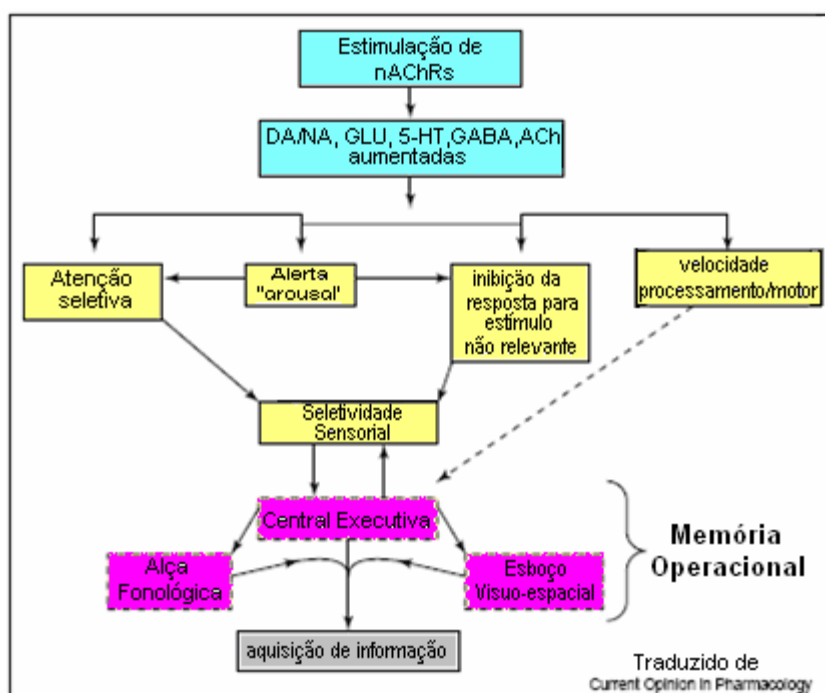 Estimulação de
nAChRs
DA/NA, GLU, 5-HT,GABA,ACh
aumentadas
Atenção
seletiva
Alerta
"arousal'
inibição da
resposta para
estímulo
não relevante
velocidade
processamento/motor
Seletividade
Sensorial
Central Executiva
Alça
Fonológica
Esboço
Visuo-espacial
Memória
Operacional
aquisição de informação
Traduzido de
Current Opinion in Pharmacology